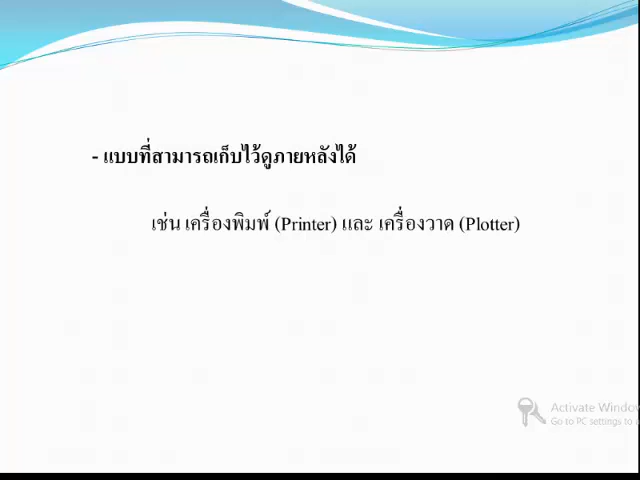 - แบบที่สามารถเก็บไว้ดูภายหลังได้
เช่น เครื่องพิมพ์ (Printer) และ เครื่องวาด (Plotter)
Activate Windo
Go to PC settings to